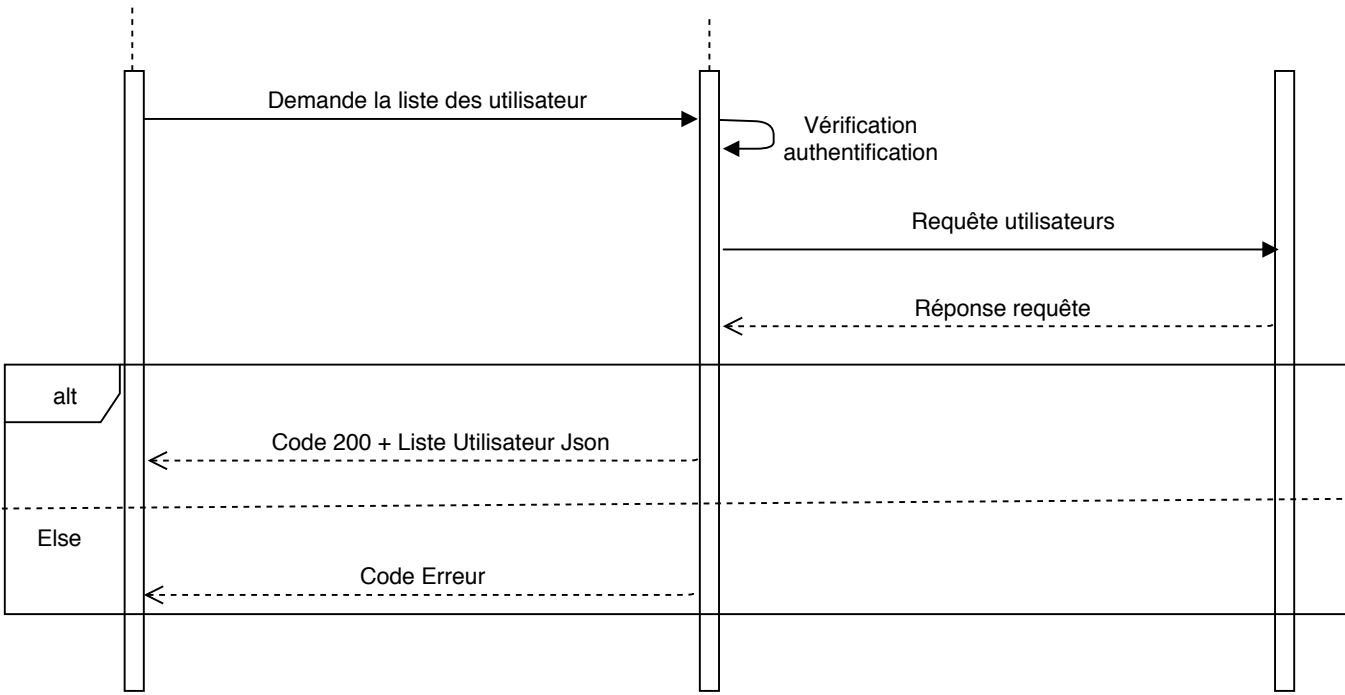 Demande la liste des utilisateur
Vérification
authentification
Requête utilisateurs
Réponse requête
alt
Code 200 + Liste Utilisateur Json
Else
Code Erreur